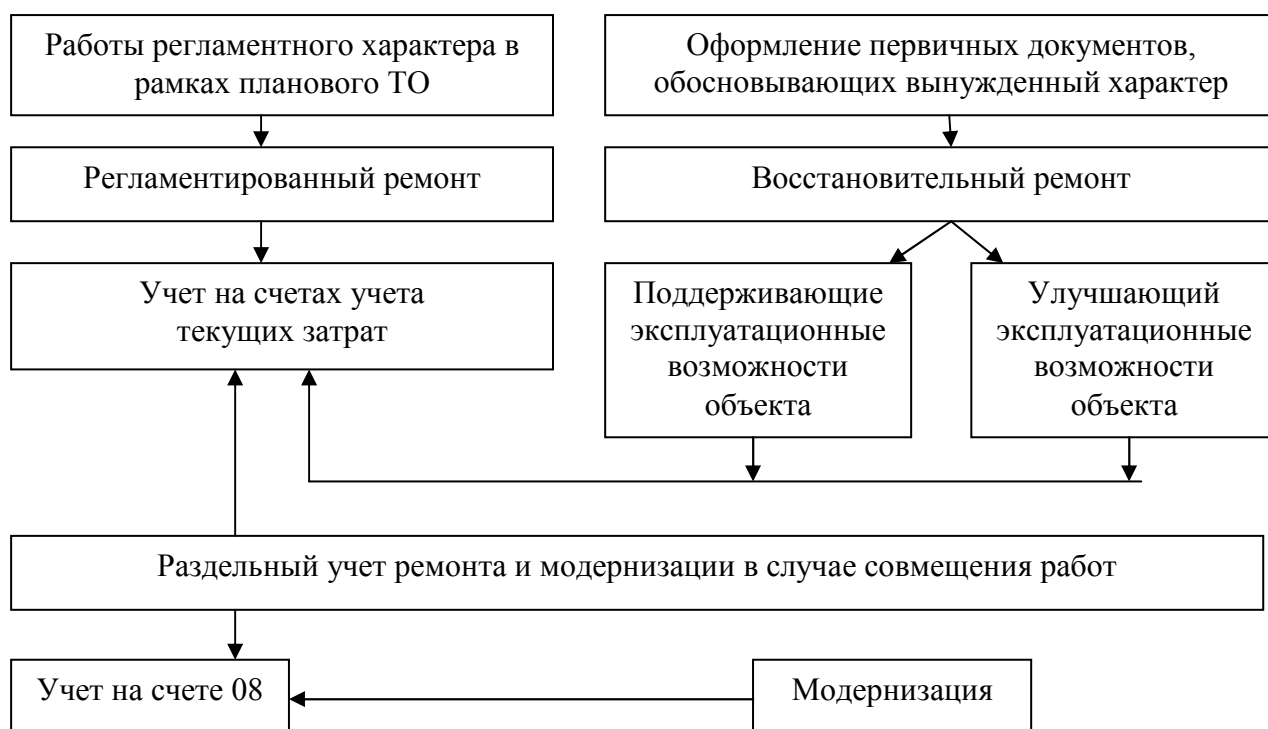 Работы регламентного характера в
рамках планового ТО
Оформление первичных документов,
обосновывающих вынужденный характер
Регламентированный ремонт
Восстановительный ремонт
Учет на счетах учета
текущих затрат
Поддерживающие
эксплуатационные
возможности
объекта
Улучшающий
эксплуатационные
возможности
объекта
Раздельный учет ремонта и модернизации в случае совмещения работ
Учет на счете 08
Модернизация